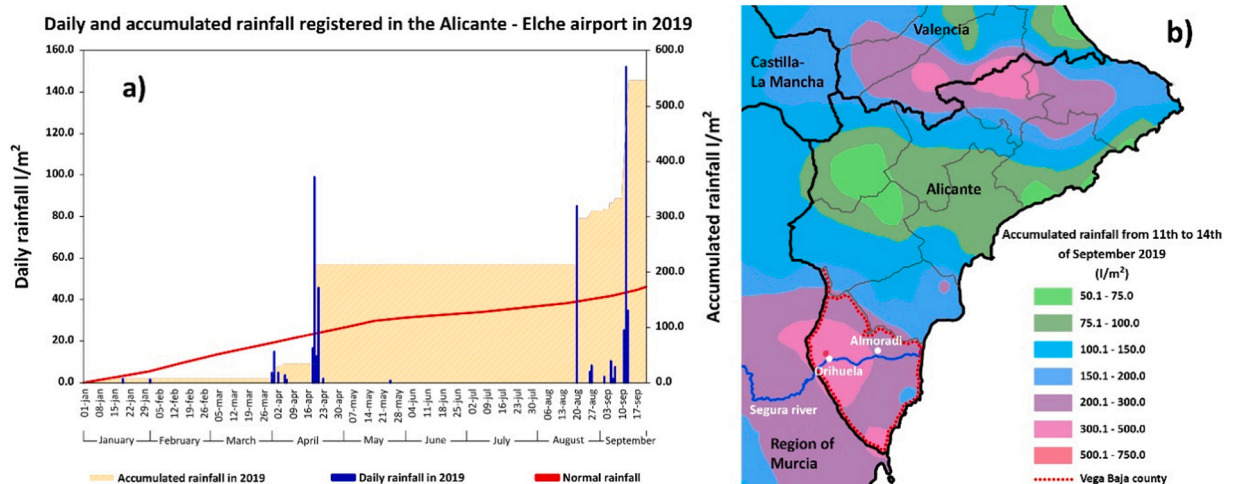 Daily and accumulated rainfall registered in the Alicante - Elche airport in 2019
a)
Daily rainfall l/m²
160.0
140.0
120.0
100.0
80.0
60.0
40.0
20.0
0.0
600.0
500.0
400.0
300.0
200.0
100.0
0.0
Accumulated rainfall l/m²
01-jan
08-jan
15-jan
22-jan
29-jan
05-feb
12-feb
19-feb
26-feb
05-mar
12-mar
19-mar
26-mar
02-apr
09-apr
16-apr
23-apr
30-apr
07-may
14-may
21-may
28-may
04-jun
11-jun
18-jun
25-jun
02-jul
09-jul
16-jul
23-jul
30-jul
06-aug
13-aug
20-aug
27-aug
03-sep
10-sep
17-sep
January
February
March
April
May
June
July
August
September
Accumulated rainfall in 2019
Daily rainfall in 2019
Normal rainfall
b)
Valencia
Castilla-
La Mancha
Alicante
Almoradí
Orihuela
Segura river
Region of
Murcia
Accumulated rainfall from 11th to 14th
of September 2019
(l/m²)
50.1 - 75.0
75.1 - 100.0
100.1 - 150.0
150.1 - 200.0
200.1 - 300.0
300.1 - 500.0
500.1 - 750.0
Vega Baja county